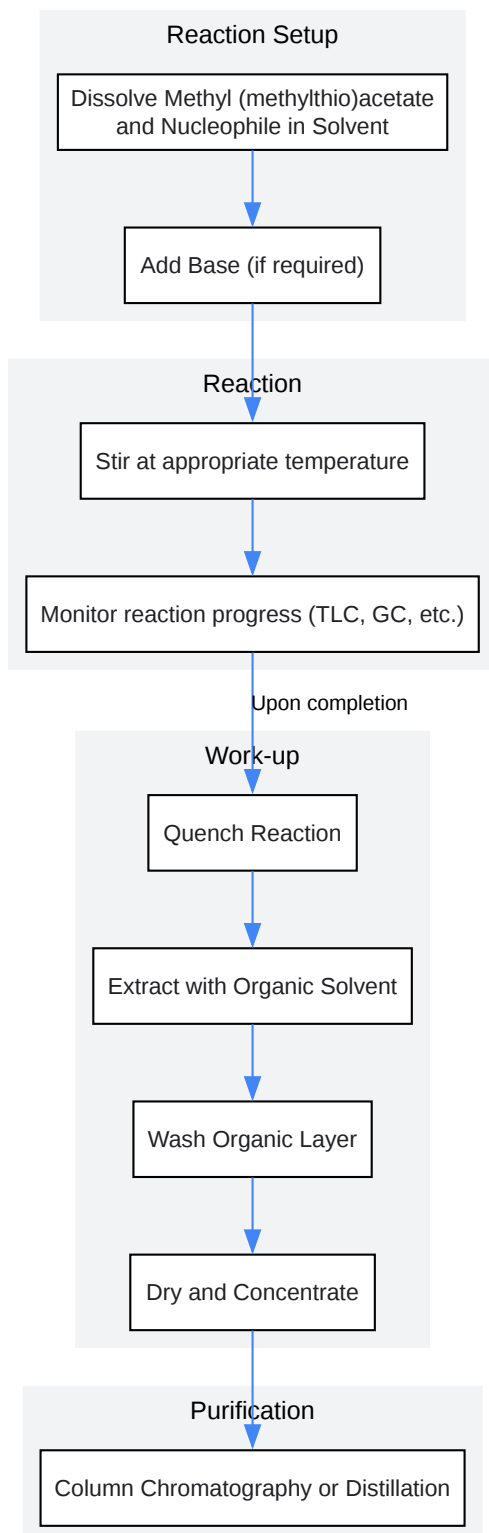 Reaction Setup
Dissolve Methyl (methylthio)acetate
and Nucleophile in Solvent
Add Base (if required)
Reaction
Stir at appropriate temperature
Monitor reaction progress (TLC, GC, etc.)
Upon completion
Work-up
Quench Reaction
Extract with Organic Solvent
Wash Organic Layer
Dry and Concentrate
Purification
Column Chromatography or Distillation